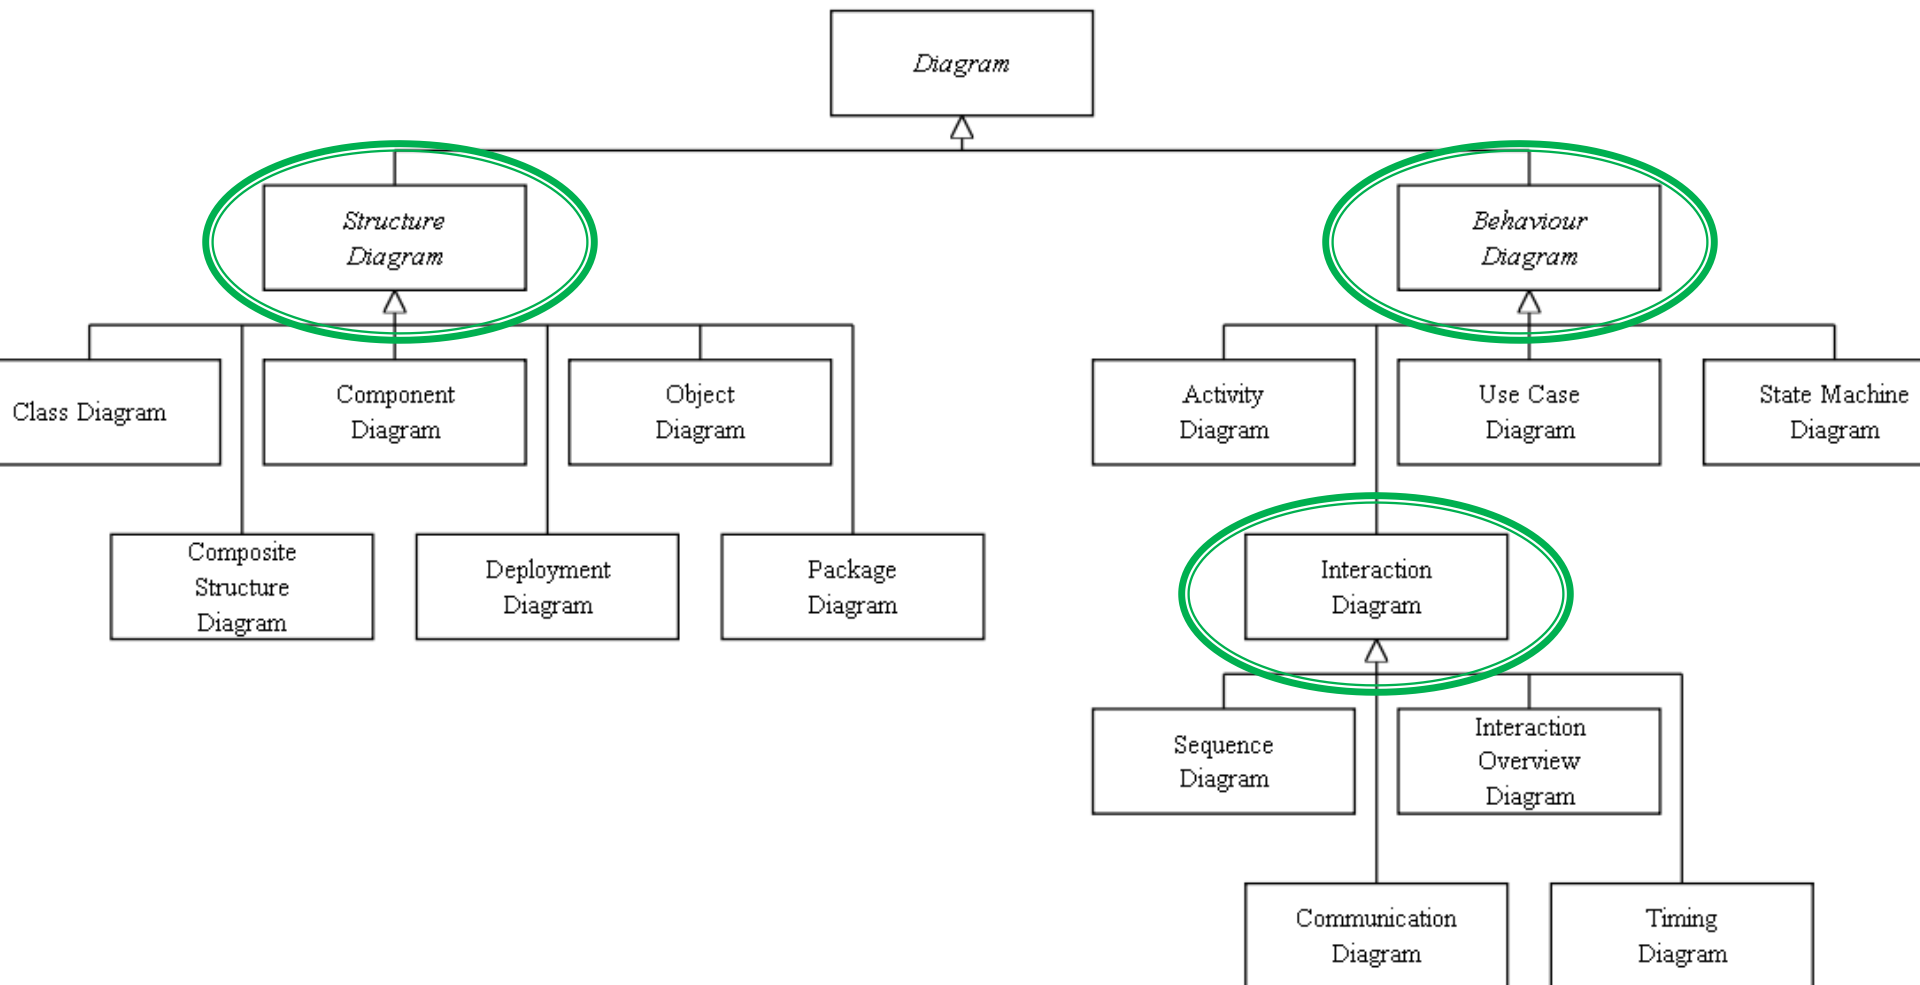 Diagram
Structure
Diagram
Behaviour
Diagram
Class Diagram
Component
Diagram
Object
Diagram
Activity
Diagram
Use Case
Diagram
State Machine
Diagram
Composite
Structure
Diagram
Deployment
Diagram
Package
Diagram
Interaction
Diagram
Sequence
Diagram
Interaction
Overview
Diagram
Communication
Diagram
Timing
Diagram